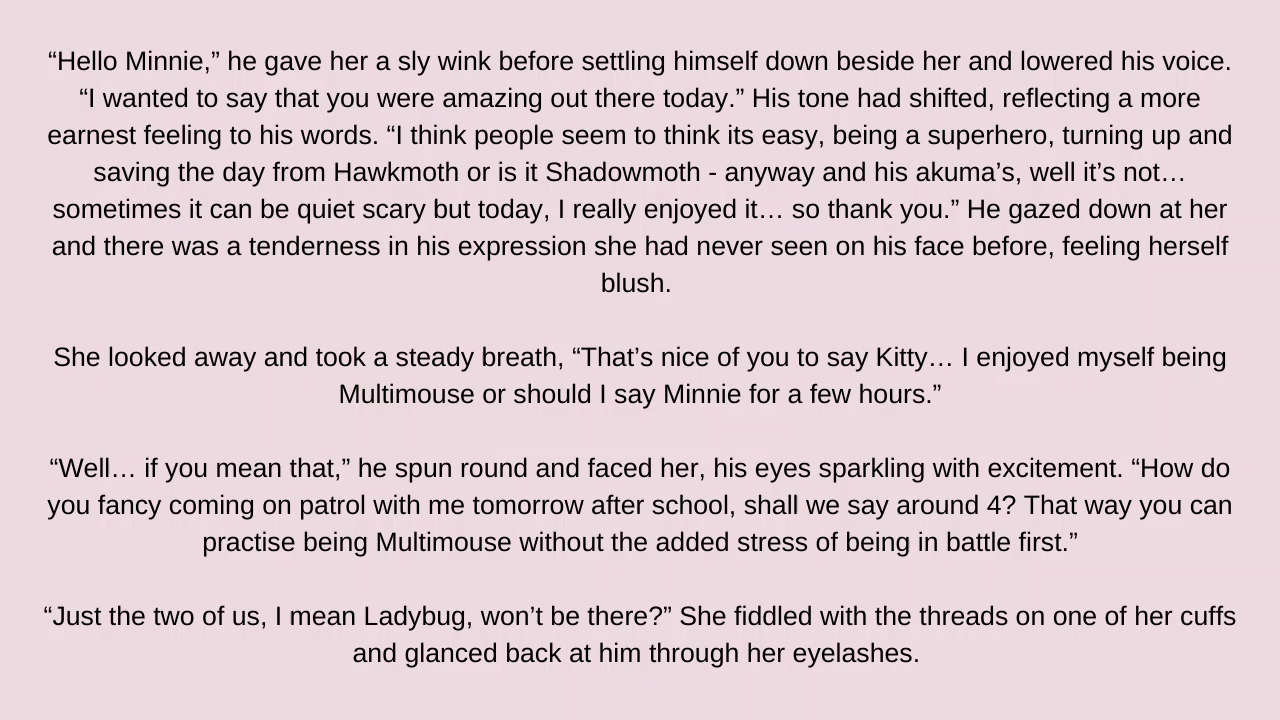 “Hello Minnie,” he gave her a sly wink before settling himself down beside her and lowered his voice.
“I wanted to say that you were amazing out there today.” His tone had shifted, reflecting a more
earnest feeling to his words. “I think people seem to think its easy, being a superhero, turning up and
saving the day from Hawkmoth or is it Shadowmoth - anyway and his akuma’s, well it’s not…
sometimes it can be quiet scary but today, I really enjoyed it… so thank you.” He gazed down at her
and there was a tenderness in his expression she had never seen on his face before, feeling herself
blush.
She looked away and took a steady breath, “That’s nice of you to say Kitty… I enjoyed myself being
Multimouse or should I say Minnie for a few hours.”
“Well… if you mean that,” he spun round and faced her, his eyes sparkling with excitement. “How do
you fancy coming on patrol with me tomorrow after school, shall we say around 4? That way you can
practise being Multimouse without the added stress of being in battle first.”
“Just the two of us, I mean Ladybug, won’t be there?” She fiddled with the threads on one of her cuffs
and glanced back at him through her eyelashes.